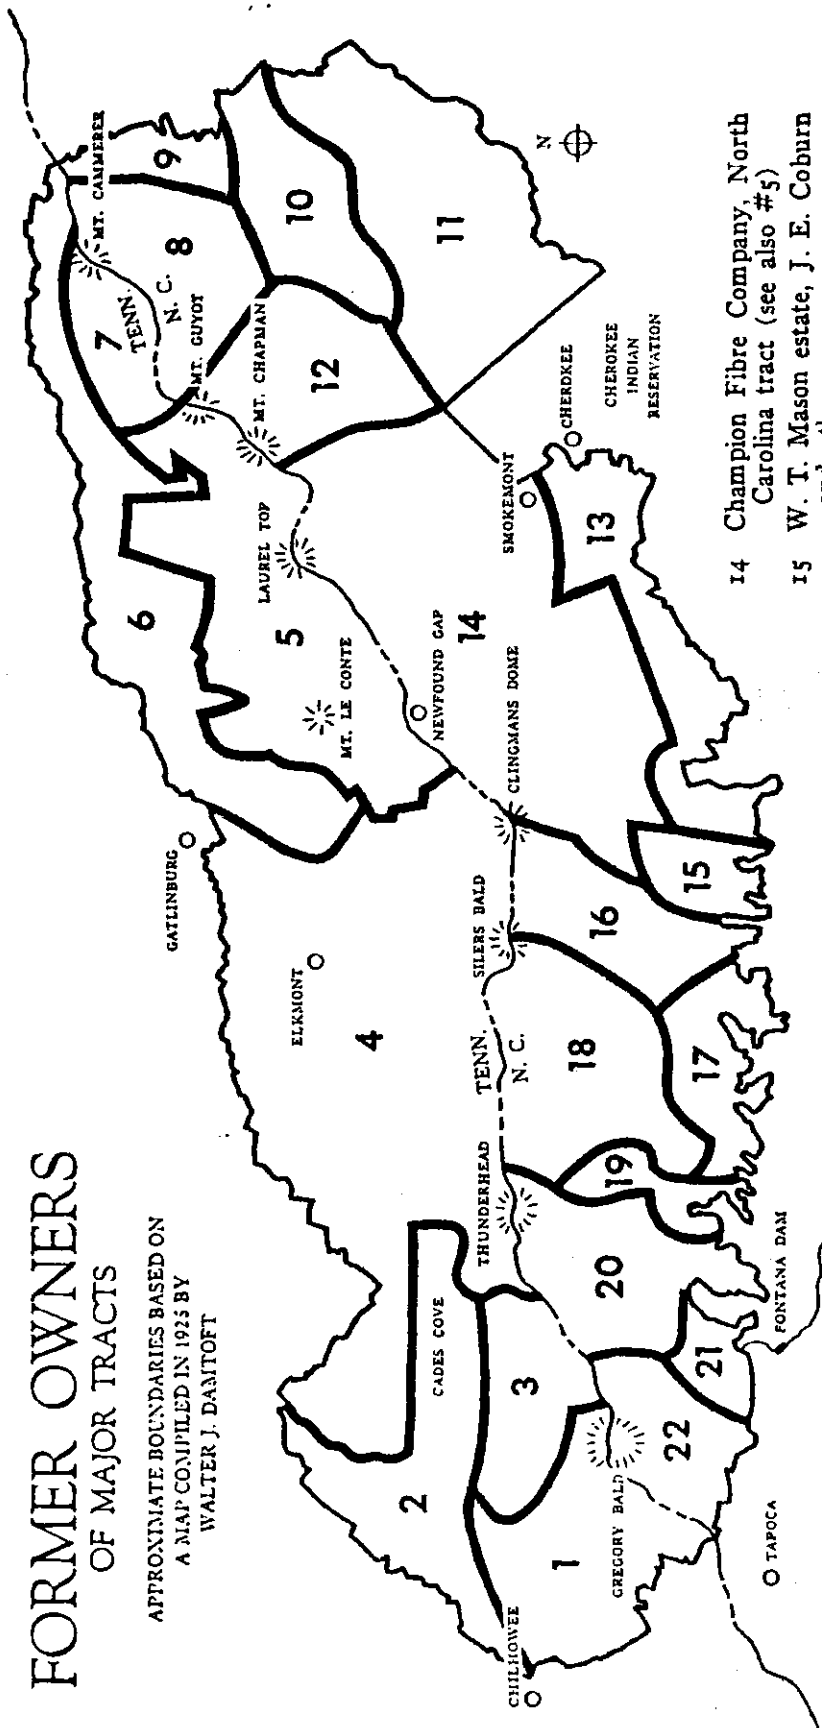 FORMER OWNERS
OF MAJOR TRACTS
APPROXIMATE BOUNDARIES BASED ON
A MAP COMPILED IN 1925 BY
WALTER J. DAMTOFT
GATLINBURG
ELKMONT
CADES COVE
CHILHOWEE
GREGORY BALD
TAPOCA
FONTANA DAM
THUNDERHEAD
TENN.
N. C.
SILERS BALD
CLINGMANS DOME
NEWFOUND GAP
MT. LE CONTE
LAUREL TOP
MT. CHAPMAN
MT. GUYOT
TENN.
N. C.
MT. CAMMERER
SMOKEMONT
CHEROKEE
CHEROKEE
INDIAN
RESERVATION
N
1
2
3
4
5
6
7
8
9
10
11
12
13
14
15
16
17
18
19
20
21
22
14 Champion Fibre Company, North
Carolina tract (see also #5)
15 W. T. Mason estate, J. E. Coburn